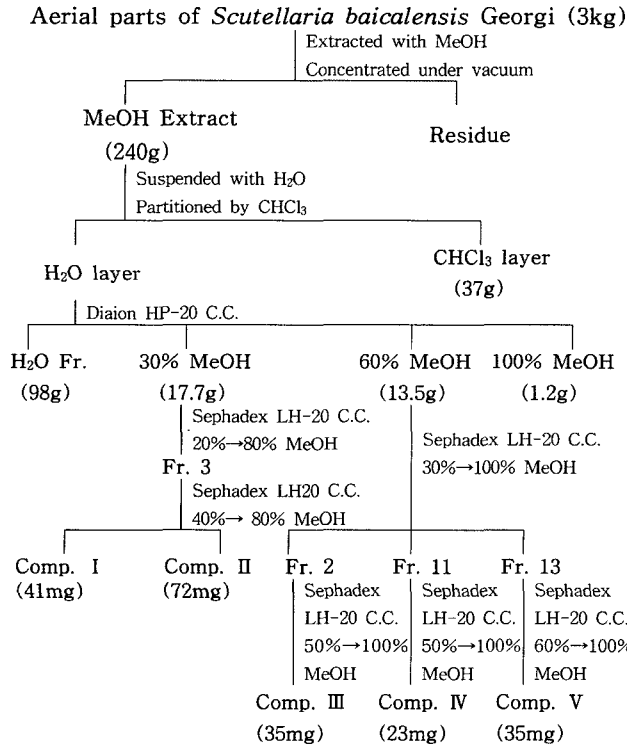 Aerial parts of Scutellaria baicalensis Georgi (3kg)
Extracted with MeOH
Concentrated under vacuum
MeOH Extract
(240g)
Residue
Suspended with H₂O
Partitioned by CHCl₃
H₂O layer
CHCl₃ layer
(37g)
Diaion HP-20 C.C.
H₂O Fr. 30% MeOH 60% MeOH 100% MeOH
(98g) (17.7g) (13.5g) (1.2g)
Sephadex LH-20 C.C.
20%→80% MeOH
Sephadex LH-20 C.C.
30%→100% MeOH
Fr. 3
Sephadex LH20 C.C.
40%→ 80% MeOH
Comp. Ⅰ Comp. Ⅱ
(41mg) (72mg)
Fr. 2 Fr. 11 Fr. 13
Sephadex Sephadex Sephadex
LH-20 C.C. LH-20 C.C. LH-20 C.C.
50%→100% 50%→100% 60%→100%
MeOH MeOH MeOH
Comp. Ⅲ Comp. Ⅳ Comp. Ⅴ
(35mg) (23mg) (35mg)